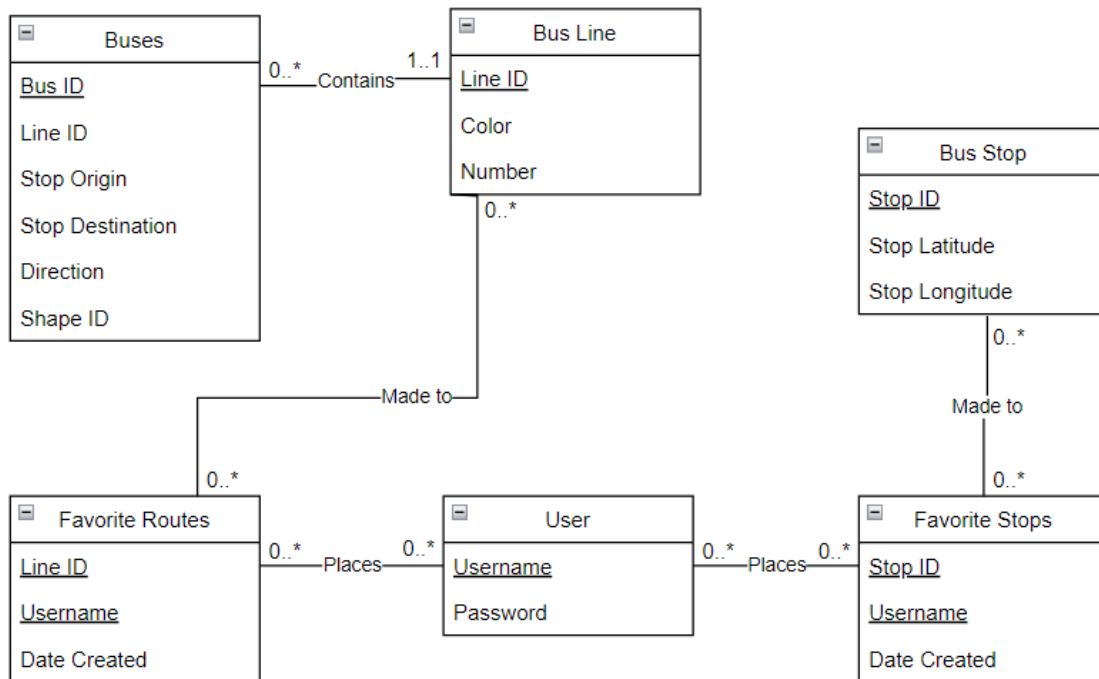 Buses
Bus ID
Line ID
Stop Origin
Stop Destination
Direction
Shape ID
0..*
Contains
1..1
Bus Line
Line ID
Color
Number
0..*
Made to
0..*
Bus Stop
Stop ID
Stop Latitude
Stop Longitude
0..*
Made to
0..*
Favorite Routes
Line ID
Username
Date Created
0..*
Places
0..*
User
Username
Password
0..*
Places
0..*
Favorite Stops
Stop ID
Username
Date Created